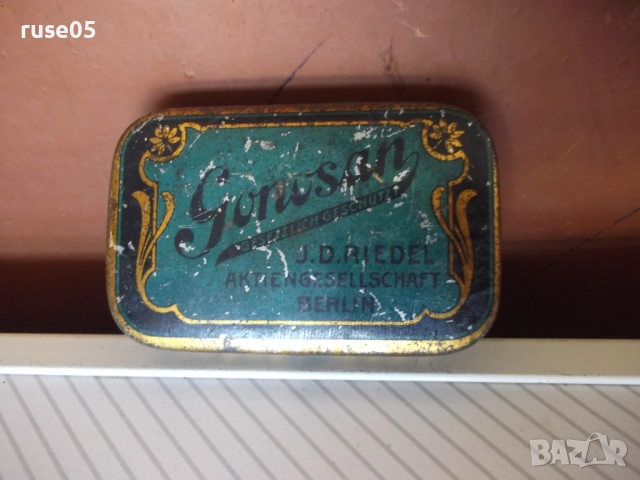 ruse05
Gonosan
GESETZLICH GESCHÜTZT
J.D.RIEDEL
AKTIENGESELLSCHAFT
BERLIN
BAZAR